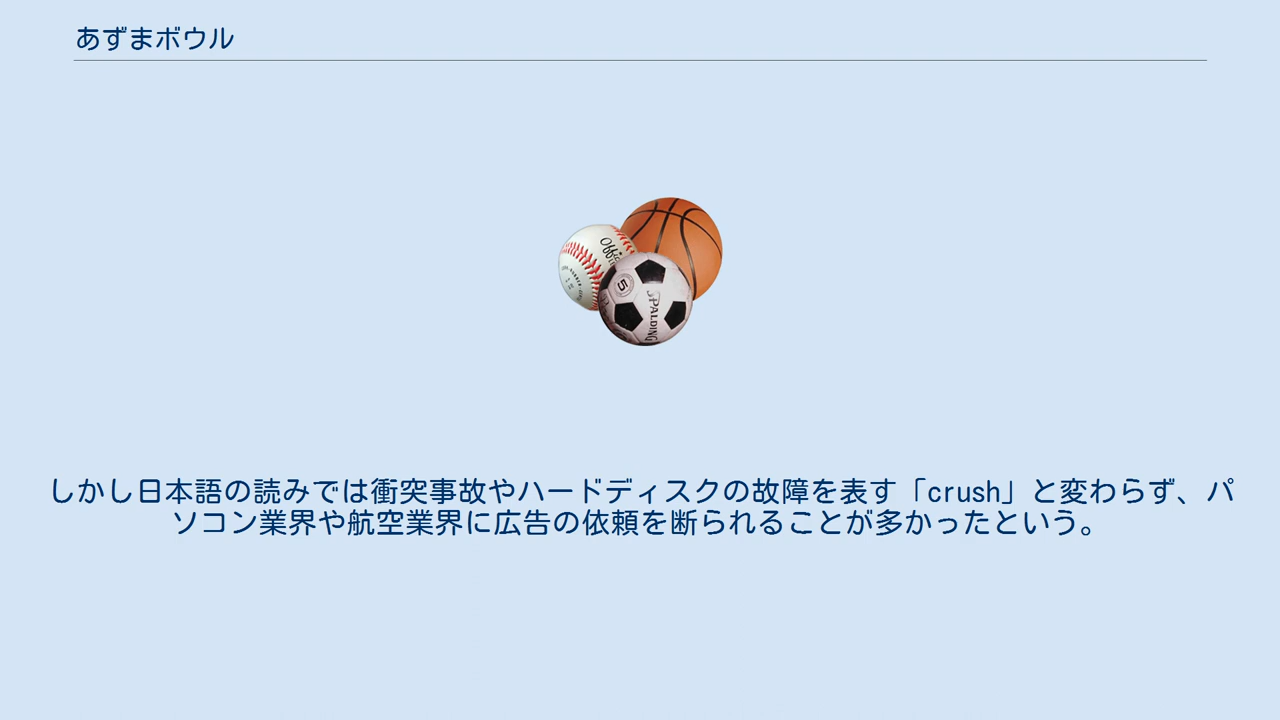 あずまボウル
Offic
5
SPALDING
しかし日本語の読みでは衝突事故やハードディスクの故障を表す「crush」と変わらず、パ
ソコン業界や航空業界に広告の依頼を断られることが多かったという。